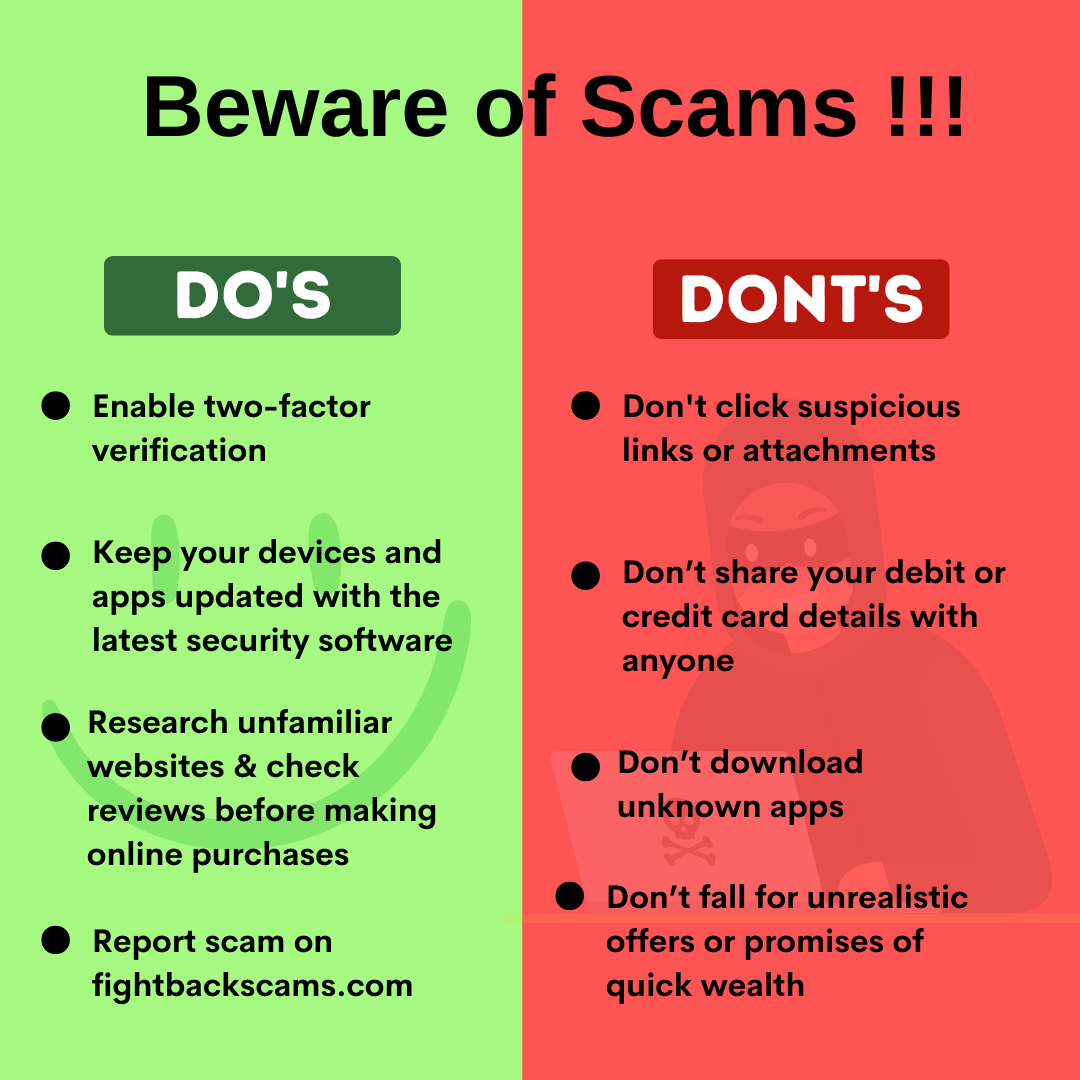 Beware of Scams !!!
DO'S
Enable two-factor
verification
Keep your devices and
apps updated with the
latest security software
Research unfamiliar
websites & check
reviews before making
online purchases
Report scam on
fightbackscams.com
DONT'S
Don't click suspicious
links or attachments
Don’t share your debit or
credit card details with
anyone
Don’t download
unknown apps
Don’t fall for unrealistic
offers or promises of
quick wealth